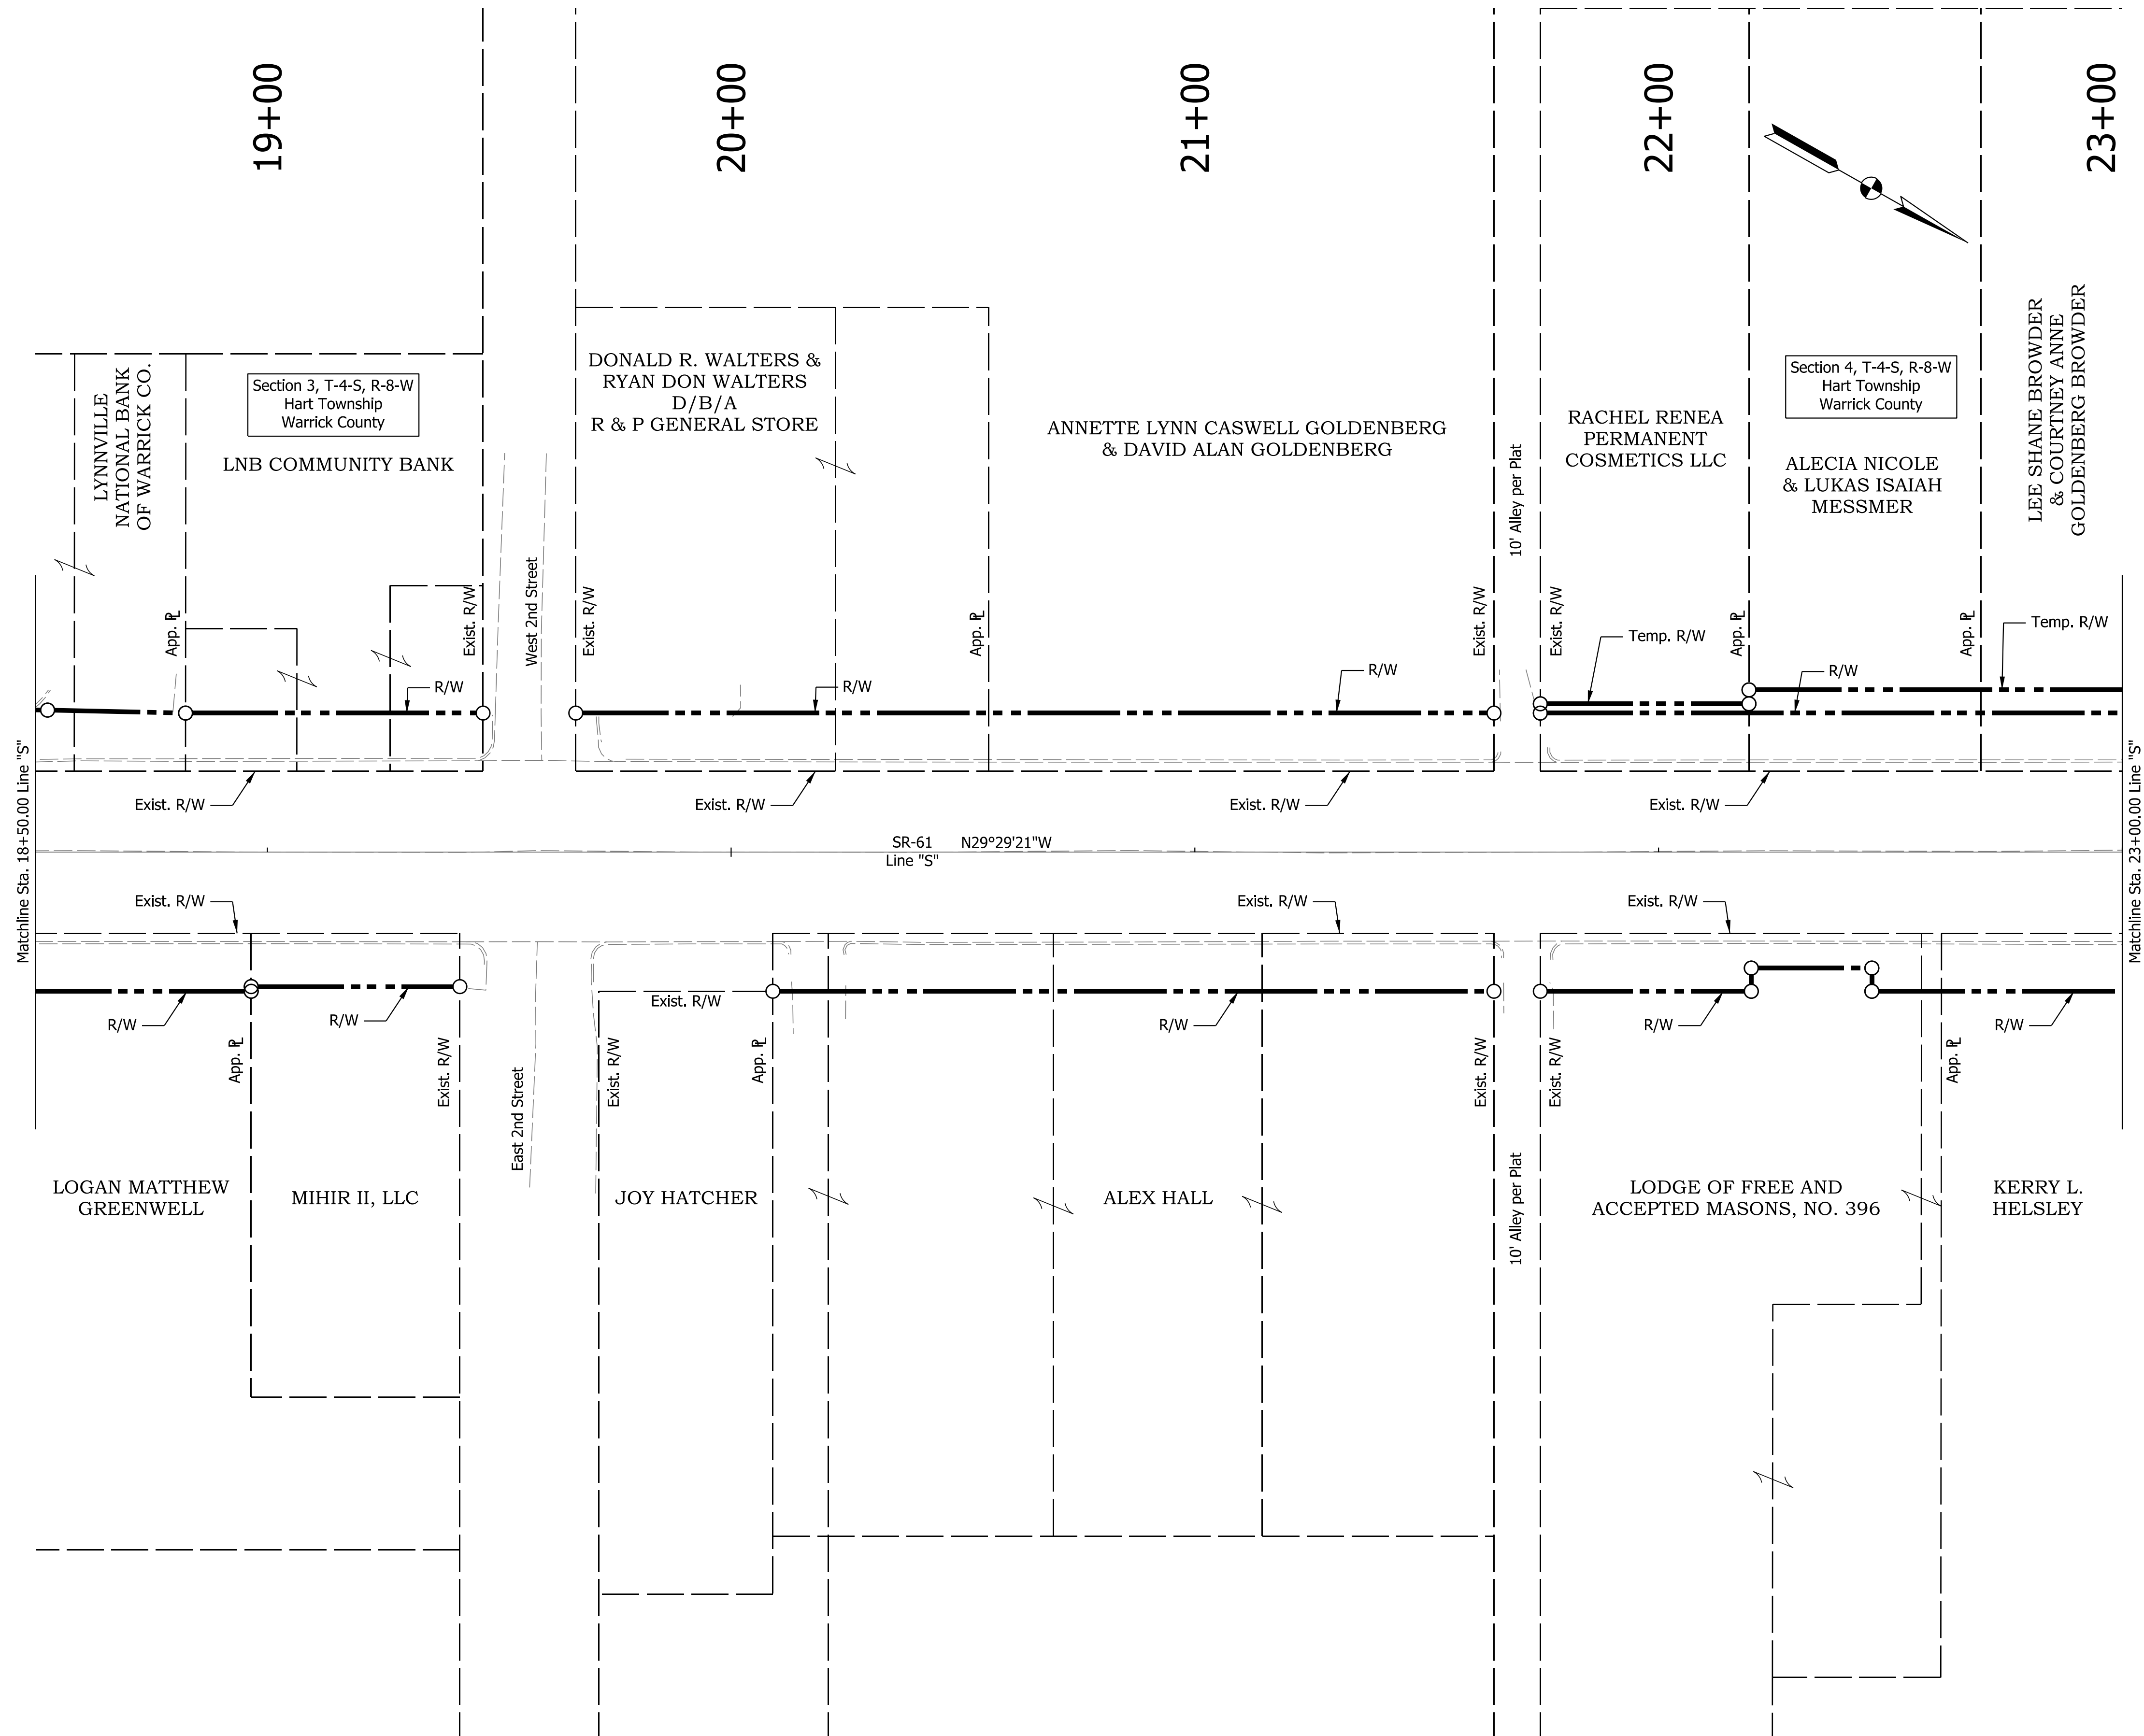 19+00
20+00
21+00
22+00
23+00
LYNNVILLE
NATIONAL BANK
OF WARRICK CO.
Section 3, T-4-S, R-8-W
Hart Township
Warrick County
LNB COMMUNITY BANK
DONALD R. WALTERS &
RYAN DON WALTERS
D/B/A
R & P GENERAL STORE
ANNETTE LYNN CASWELL GOLDENBERG
& DAVID ALAN GOLDENBERG
10' Alley per Plat
RACHEL RENEA
PERMANENT
COSMETICS LLC
Section 4, T-4-S, R-8-W
Hart Township
Warrick County
ALECIA NICOLE
& LUKAS ISAIAH
MESSMER
LEE SHANE BROWDER
& COURTNEY ANNE
GOLDENBERG BROWDER
App. PL
Exist. R/W
West 2nd Street
Exist. R/W
App. PL
Exist. R/W
Exist. R/W
Temp. R/W
App. PL
App. PL
Temp. R/W
R/W
R/W
R/W
R/W
Exist. R/W
Exist. R/W
Exist. R/W
Exist. R/W
Matchline Sta. 18+50.00 Line "S"
SR-61 N29°29'21"W
Line "S"
Matchline Sta. 23+00.00 Line "S"
Exist. R/W
Exist. R/W
Exist. R/W
Exist. R/W
R/W
R/W
R/W
R/W
R/W
App. PL
Exist. R/W
East 2nd Street
Exist. R/W
App. PL
Exist. R/W
Exist. R/W
App. PL
10' Alley per Plat
LOGAN MATTHEW
GREENWELL
MIHIR II, LLC
JOY HATCHER
ALEX HALL
LODGE OF FREE AND
ACCEPTED MASONS, NO. 396
KERRY L.
HELSLEY